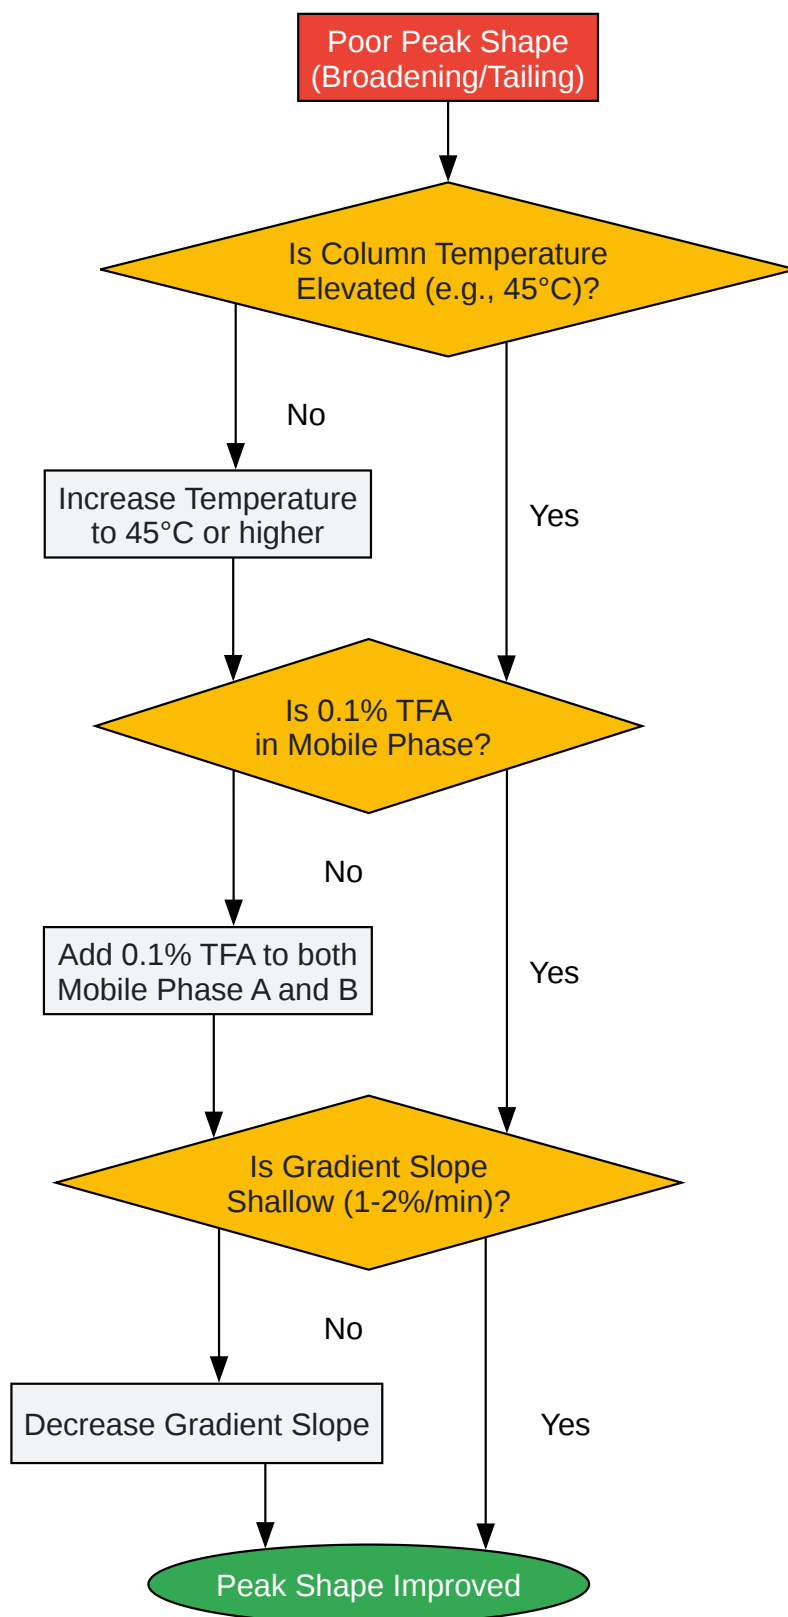 Poor Peak Shape
(Broadening/Tailing)
Is Column Temperature
Elevated (e.g., 45°C)?
No
Increase Temperature
to 45°C or higher
Yes
Is 0.1% TFA
in Mobile Phase?
No
Add 0.1% TFA to both
Mobile Phase A and B
Yes
Is Gradient Slope
Shallow (1-2%/min)?
No
Decrease Gradient Slope
Yes
Peak Shape Improved